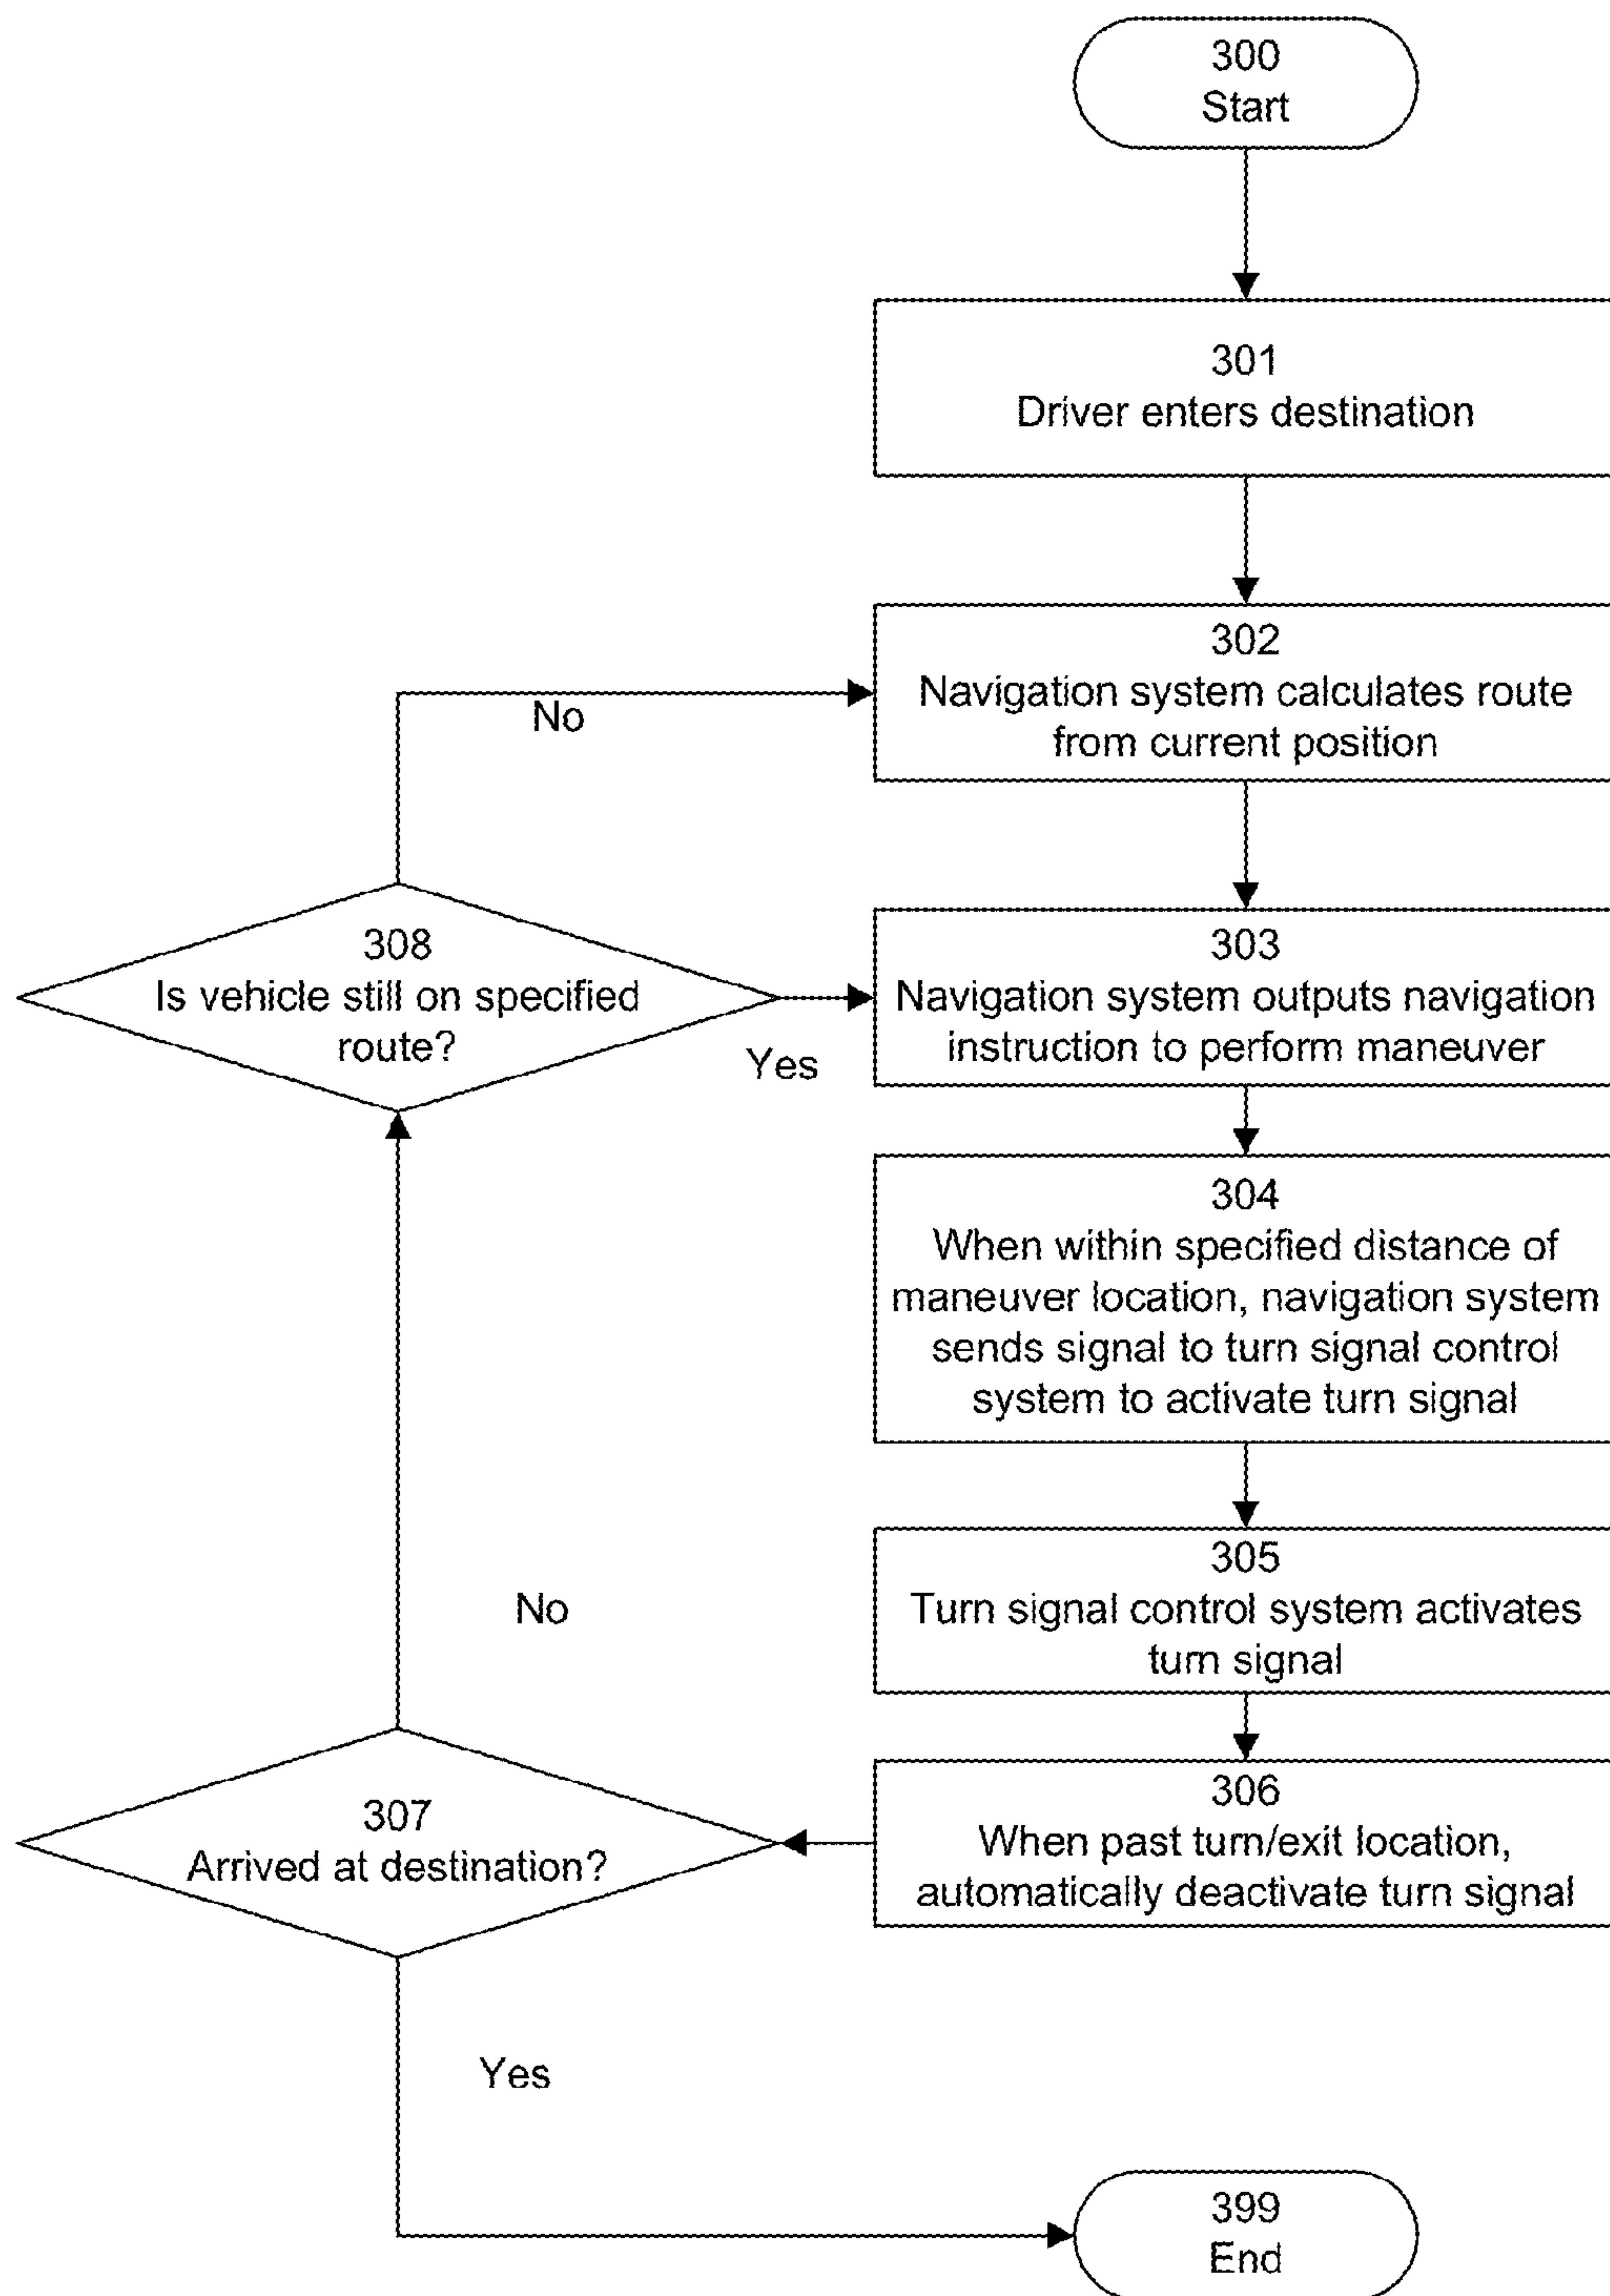 300
Start
301
Driver enters destination
302
Navigation system calculates route
from current position
No
308
Is vehicle still on specified
route?
Yes
303
Navigation system outputs navigation
instruction to perform maneuver
304
When within specified distance of
maneuver location, navigation system
sends signal to turn signal control
system to activate turn signal
305
Turn signal control system activates
turn signal
No
306
When past turn/exit location,
automatically deactivate turn signal
307
Arrived at destination?
Yes
399
End